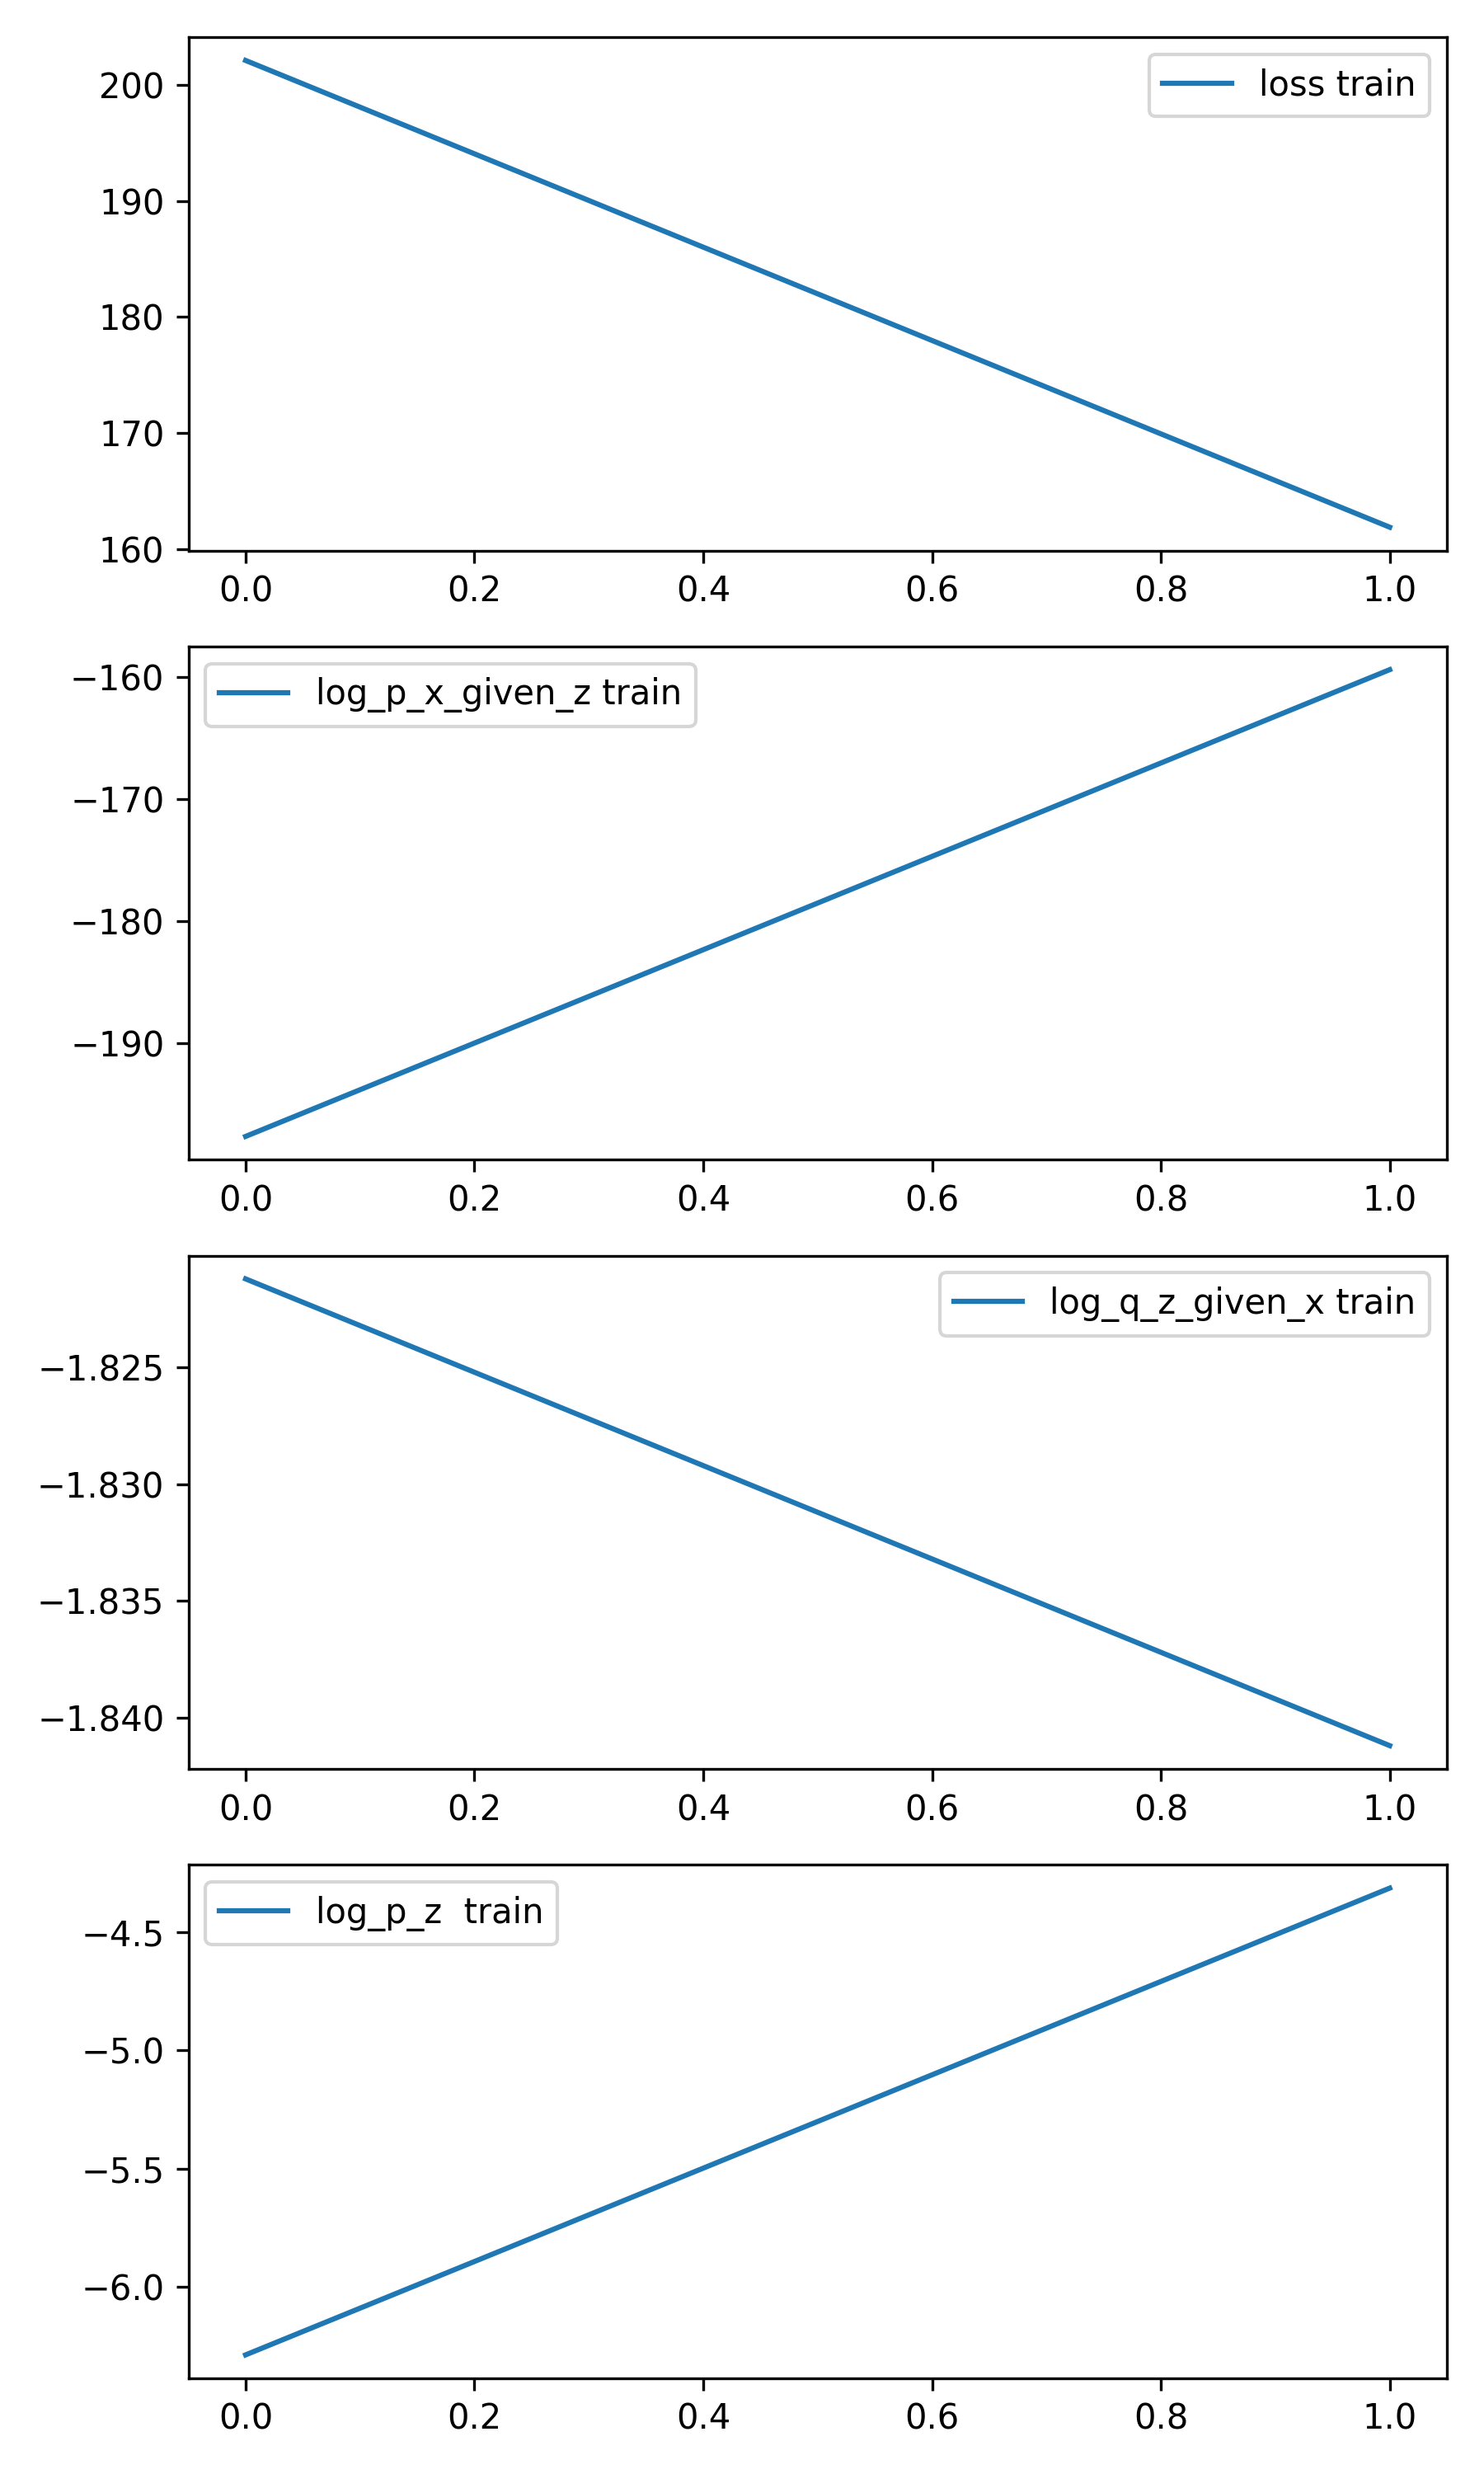 loss train
200
190
180
170
160
0.0 0.2 0.4 0.6 0.8 1.0
log_p_x_given_z train
−160
−170
−180
−190
0.0 0.2 0.4 0.6 0.8 1.0
log_q_z_given_x train
−1.825
−1.830
−1.835
−1.840
0.0 0.2 0.4 0.6 0.8 1.0
log_p_z  train
−4.5
−5.0
−5.5
−6.0
0.0 0.2 0.4 0.6 0.8 1.0